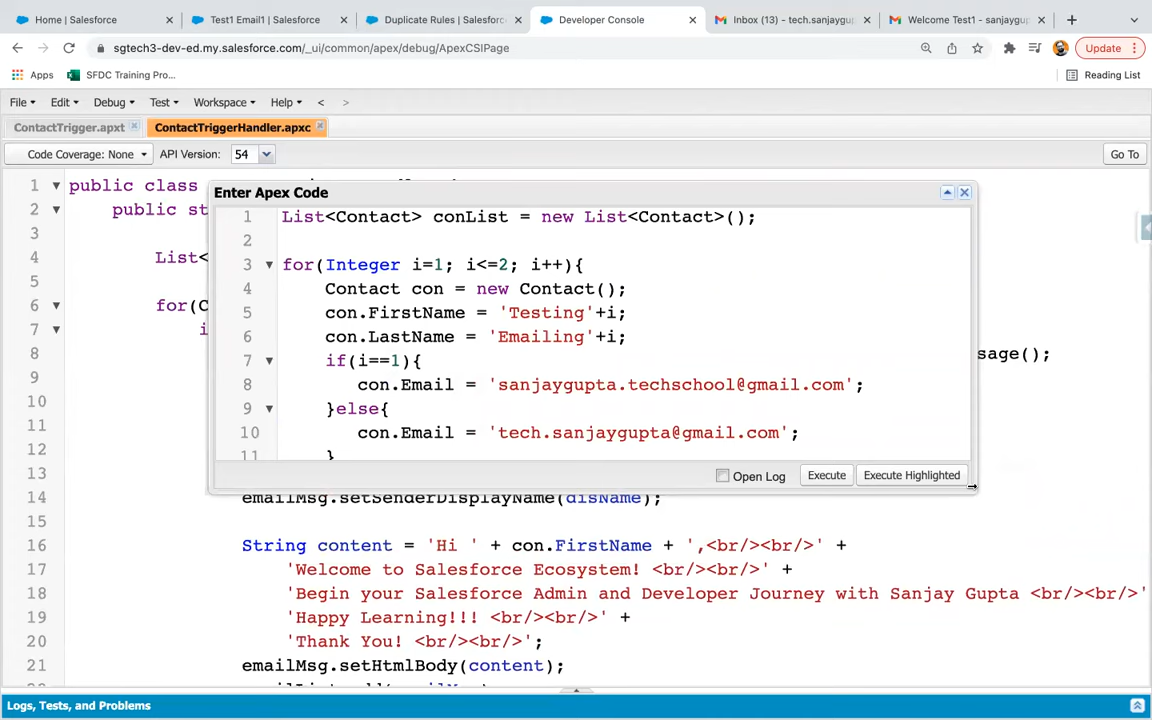 Home | Salesforce
Test1 Email1 | Salesforce
Duplicate Rules | Salesforc
Developer Console
Inbox (13) - tech.sanjaygup
Welcome Test1 - sanjaygup
sgtech3-dev-ed.my.salesforce.com/_ui/common/apex/debug/ApexCSIPage
Update
Apps
SFDC Training Pro...
Reading List
File
Edit
Debug
Test
Workspace
Help
<
>
ContactTrigger.apxt
ContactTriggerHandler.apxc
Code Coverage: None
API Version:
54
Go To
1 public class
2 public st
3
4 List<
5
6 for(C
7 i
8 sage();
9
10
11
12
13
14 emailMsg.setSenderDisplayName(disName);
15
16 String content = 'Hi ' + con.FirstName + ',<br/><br/>' +
17 'Welcome to Salesforce Ecosystem! <br/><br/>' +
18 'Begin your Salesforce Admin and Developer Journey with Sanjay Gupta <br/><br/>'
19 'Happy Learning!!! <br/><br/>' +
20 'Thank You! <br/><br/>';
21 emailMsg.setHtmlBody(content);
Enter Apex Code
1 List<Contact> conList = new List<Contact>();
2
3 for(Integer i=1; i<=2; i++){
4 Contact con = new Contact();
5 con.FirstName = 'Testing'+i;
6 con.LastName = 'Emailing'+i;
7 if(i==1){
8 con.Email = 'sanjaygupta.techschool@gmail.com';
9 }else{
10 con.Email = 'tech.sanjaygupta@gmail.com';
11 }
Open Log
Execute
Execute Highlighted
Logs, Tests, and Problems